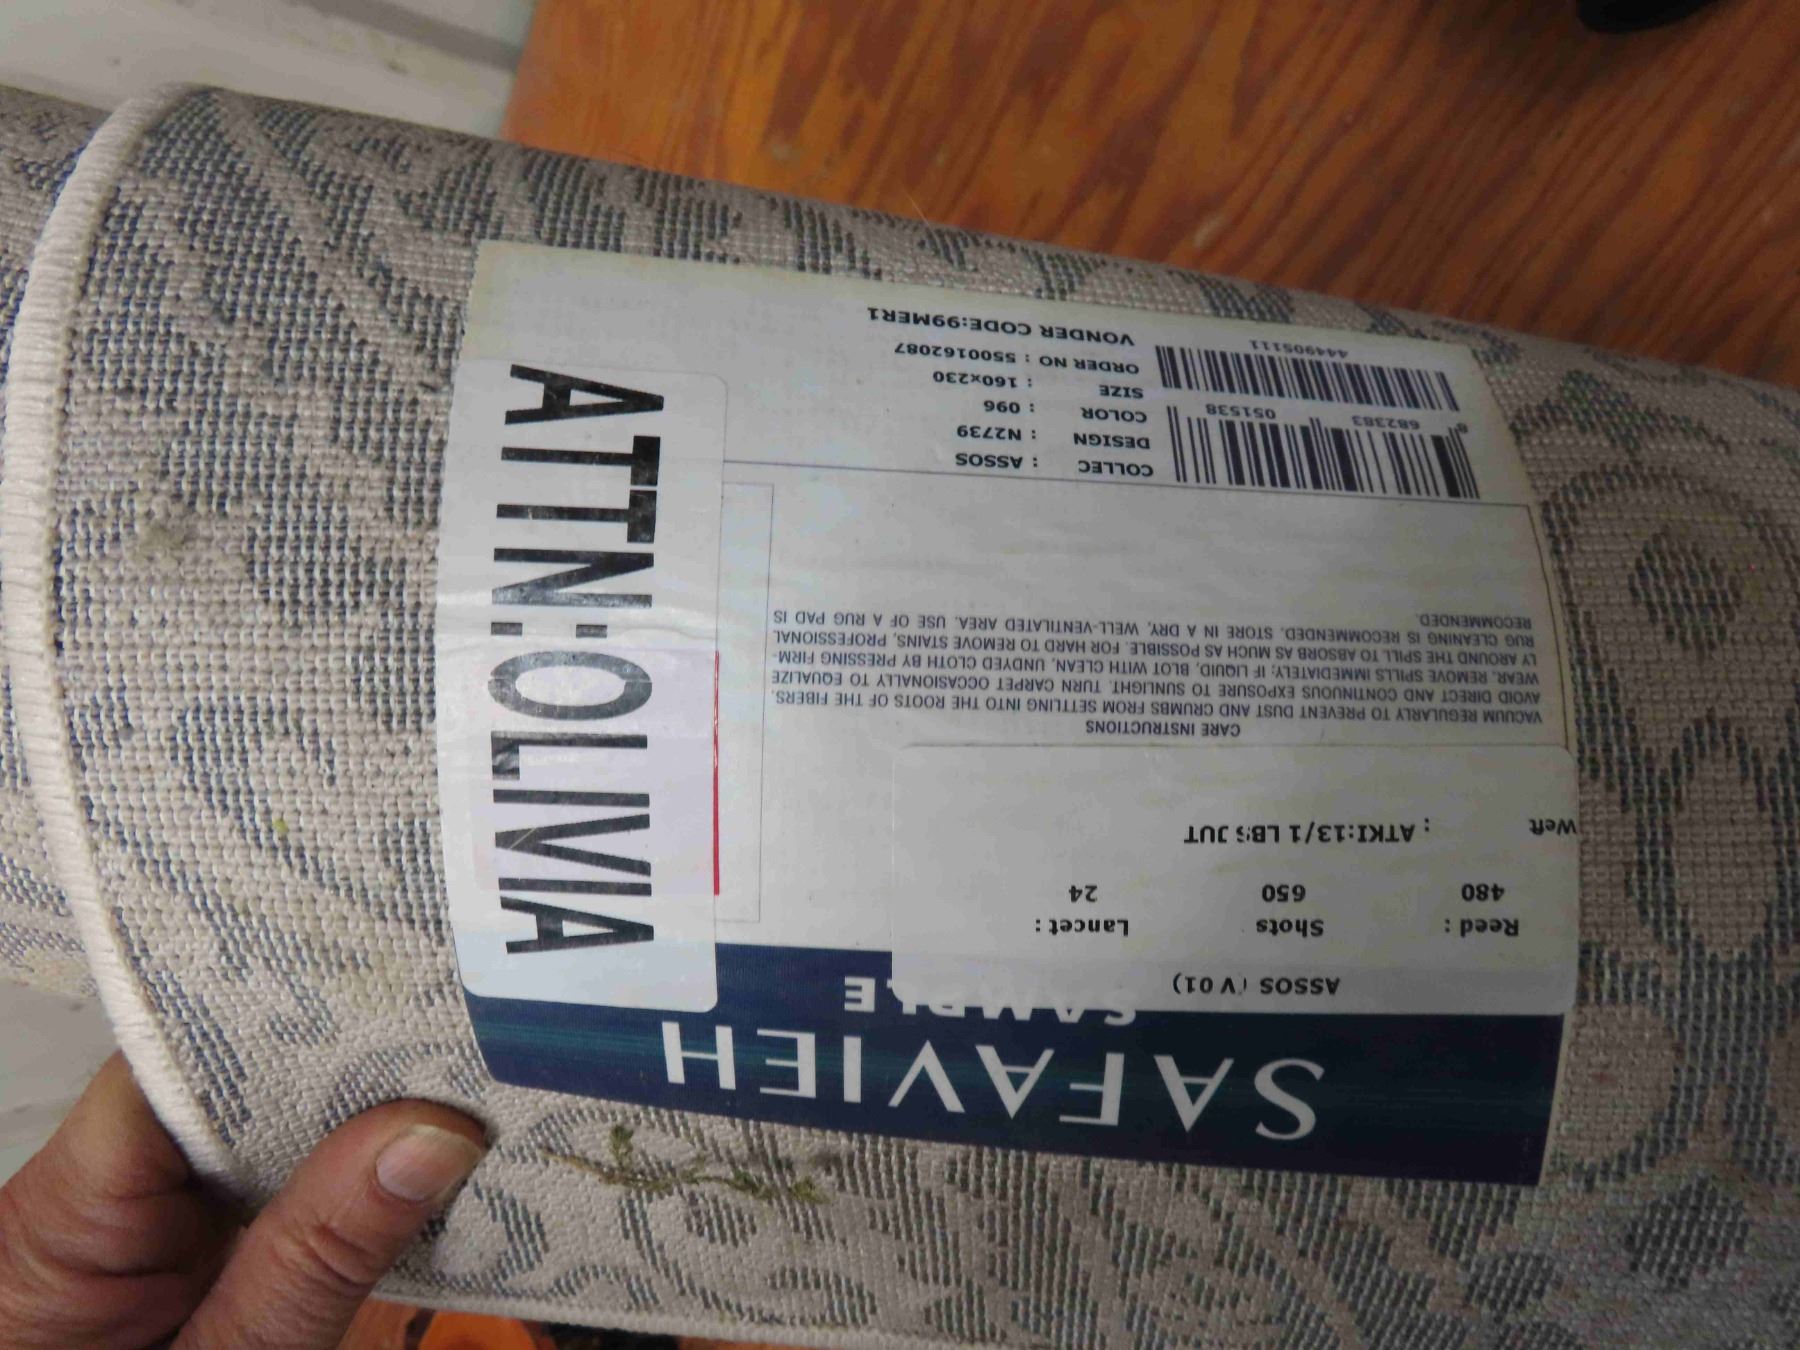 SAFAVIEH
SAMPLE
ASSOS (V 01)
Reed : Shots Lancet :
480 650 24
Weft : ATKI:13/1 LBS JUT
CARE INSTRUCTIONS
VACUUM REGULARLY TO PREVENT DUST AND CRUMBS FROM SETTLING INTO THE ROOTS OF THE FIBERS.
AVOID DIRECT AND CONTINUOUS EXPOSURE TO SUNLIGHT. TURN CARPET OCCASIONALLY TO EQUALIZE
WEAR. REMOVE SPILLS IMMEDIATELY; IF LIQUID, BLOT WITH CLEAN, UNDYED CLOTH BY PRESSING FIRM-
LY AROUND THE SPILL TO ABSORB AS MUCH AS POSSIBLE. FOR HARD TO REMOVE STAINS, PROFESSIONAL
RUG CLEANING IS RECOMMENDED. STORE IN A DRY, WELL-VENTILATED AREA. USE OF A RUG PAD IS
RECOMMENDED.
COLLEC : ASSOS
DESIGN : N2739
COLOR : 096
SIZE : 160x230
ORDER NO : 5500162087
VONDER CODE:99MER1
8 682383 051538
444905111
ATTN:OLIVIA